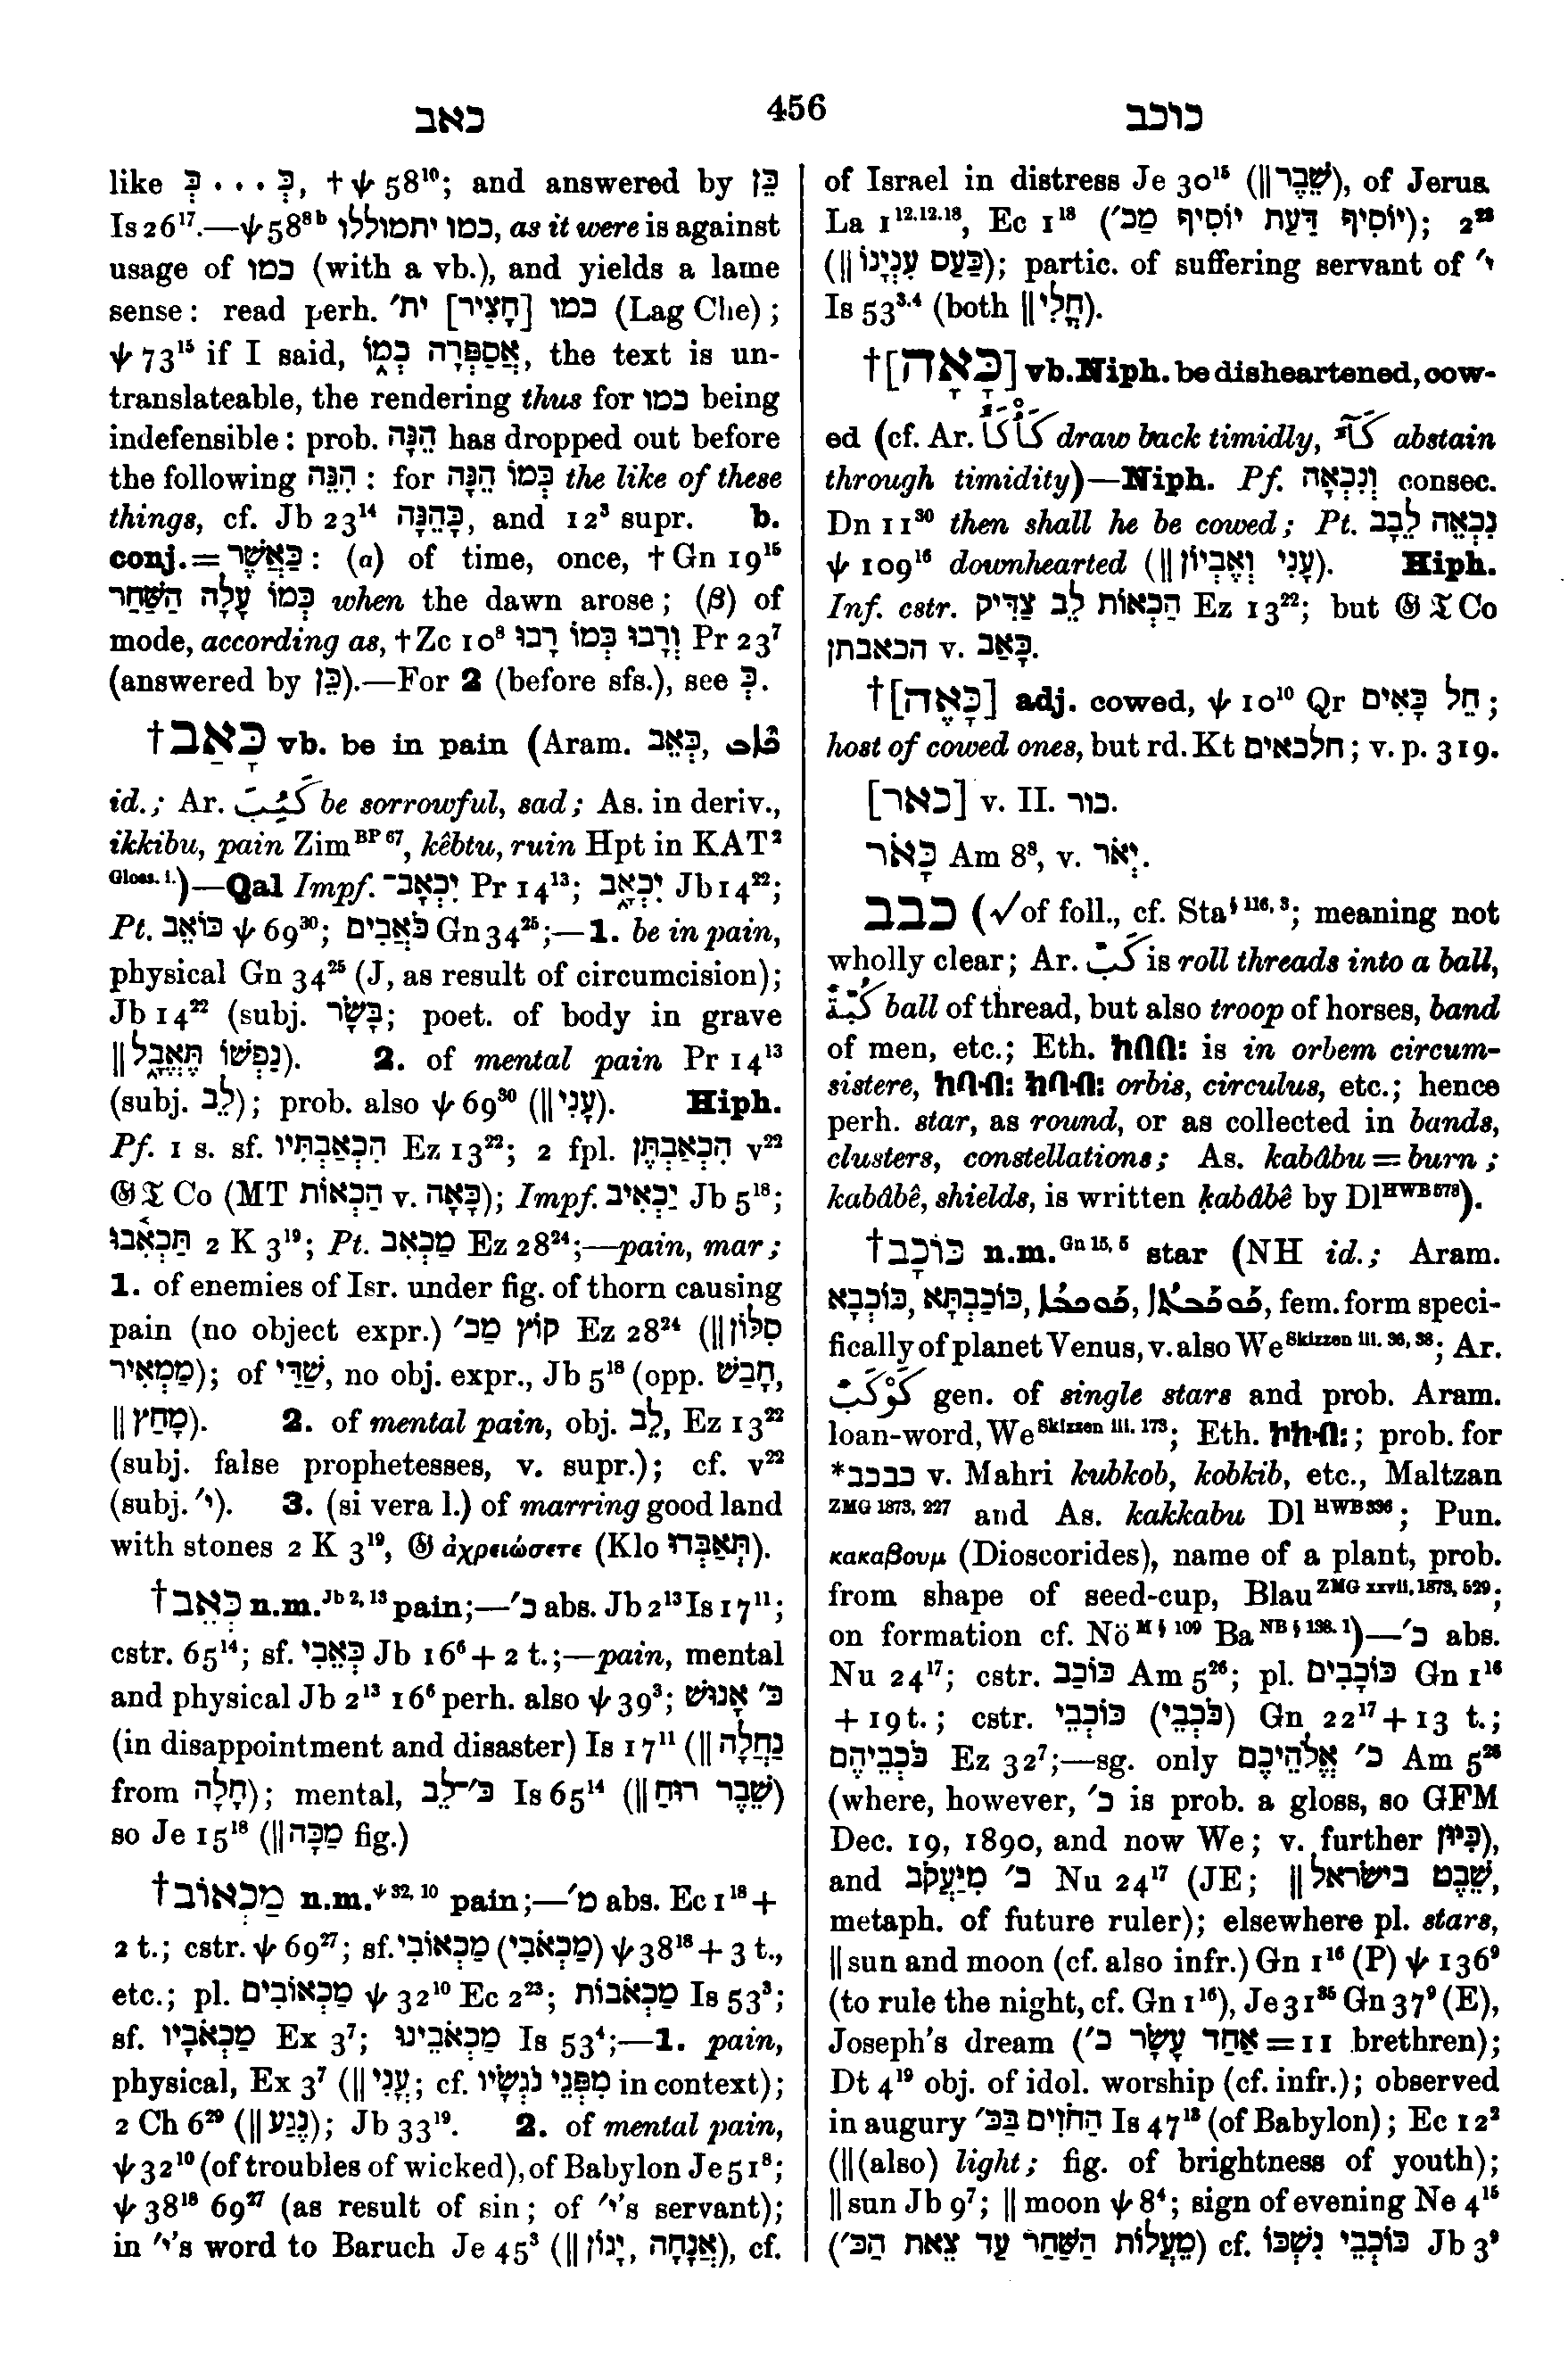 כאב
456
כוכב
like כְּ · · · כְּ, † ψ 58¹⁰; and answered by כֵּן
Is 26¹⁷.—ψ 58⁸ᵇ כמו יתמוללו, as it were is against
usage of כמו (with a vb.), and yields a lame
sense: read perh. כמו [חָצִיר] ית׳ (Lag Che);
ψ 73¹⁵ if I said, אֲסַפְּרָה כְמוֹ, the text is un-
translateable, the rendering thus for כמו being
indefensible: prob. הֵנָּה has dropped out before
the following הִנֵּה : for כְּמוֹ הֵנָּה the like of these
things, cf. Jb 23¹⁴ כָּהֵנָּה, and 12³ supr. b.
conj.=כַּאֲשֶׁר: (a) of time, once, † Gn 19¹⁵
כְּמוֹ עָלָה הַשַּׁחַר when the dawn arose; (β) of
mode, according as, † Zc 10⁸ וְרָבוּ כְּמוֹ רָבוּ Pr 23⁷
(answered by כֵּן).—For 2 (before sfs.), see כְּ.
†כָּאַב vb. be in pain (Aram. כְּאֵב,
id.; Ar. كَئِبَ be sorrowful, sad; As. in deriv.,
ikkibu, pain Zim BP 67, kêbtu, ruin Hpt in KAT²
Gloss. i.)—Qal Impf. יִכְאַב־ Pr 14¹³; יִכְאָב Jb 14²²;
Pt. כּוֹאֵב ψ 69³⁰; כֹּאֲבִים Gn 34²⁵;—1. be in pain,
physical Gn 34²⁵ (J, as result of circumcision);
Jb 14²² (subj. בָּשָׂר; poet. of body in grave
‖ נַפְשׁוֹ תֶּאֱבָל). 2. of mental pain Pr 14¹³
(subj. לֵב); prob. also ψ 69³⁰ (‖ עָנִי). Hiph.
Pf. 1 s. sf. הִכְאַבְתִּיו Ez 13²²; 2 fpl. הִכְאַבְתֶּן v²²
𝔊 𝔗 Co (MT הַכְאוֹת v. כָּאָה); Impf. יַכְאִיב Jb 5¹⁸;
תַּכְאִבוּ 2 K 3¹⁹; Pt. מַכְאִב Ez 28²⁴;—pain, mar;
1. of enemies of Isr. under fig. of thorn causing
pain (no object expr.) קוֹץ מַכ׳ Ez 28²⁴ (‖ סִלּוֹן
מַמְאִיר); of שַׁדַּי, no obj. expr., Jb 5¹⁸ (opp. חָבַשׁ,
‖ מָחַץ). 2. of mental pain, obj. לֵב, Ez 13²²
(subj. false prophetesses, v. supr.); cf. v²²
(subj. י׳). 3. (si vera l.) of marring good land
with stones 2 K 3¹⁹, 𝔊 ἀχρειώσετε (Klo תְּאַבְּדוּ).
†כְּאֵב n.m. Jb 2, 13 pain;—כ׳ abs. Jb 2¹³ Is 17¹¹;
cstr. 65¹⁴; sf. כְּאֵבִי Jb 16⁶+ 2 t.;—pain, mental
and physical Jb 2¹³ 16⁶ perh. also ψ 39³; כּ׳ אָנוּשׁ
(in disappointment and disaster) Is 17¹¹ (‖ נַחֲלָה
from חָלָה); mental, כּ׳־לֵב Is 65¹⁴ (‖ שֵׁבֶר רוּחַ)
so Je 15¹⁸ (‖ מַכָּה fig.)
†מַכְאוֹב n.m. ψ 32, 10 pain;—מ׳ abs. Ec 1¹⁸+
2 t.; cstr. ψ 69²⁷; sf. מַכְאוֹבִי (מַכְאֹבִי) ψ 38¹⁸+ 3 t.,
etc.; pl. מַכְאוֹבִים ψ 32¹⁰ Ec 2²³; מַכְאֹבוֹת Is 53³;
sf. מַכְאֹבָיו Ex 3⁷; מַכְאֹבֵינוּ Is 53⁴;—1. pain,
physical, Ex 3⁷ (‖ עֳנִי; cf. מִפְּנֵי נֹגְשָׂיו in context);
2 Ch 6²⁹ (‖ נֶגַע); Jb 33¹⁹. 2. of mental pain,
ψ 32¹⁰ (of troubles of wicked), of Babylon Je 51⁸;
ψ 38¹⁸ 69²⁷ (as result of sin; of י׳'s servant);
in י׳'s word to Baruch Je 45³ (‖ יָגוֹן, אֲנָחָה), cf.
of Israel in distress Je 30¹⁵ (‖ שֵׁבֶר), of Jerus.
La 1¹²·¹²·¹⁸, Ec 1¹⁸ (יוֹסִיף דַּעַת יוֹסִיף מַכ׳); 2²³
(‖ כַּעַס עִנְיָנוֹ); partic. of suffering servant of י׳
Is 53³·⁴ (both ‖ חֳלִי).
†[כָּאָה] vb. Niph. be disheartened, cow-
ed (cf. Ar. كَأْكَأَ draw back timidly, abstain
through timidity)—Niph. Pf. וְנִכְאָה consec.
Dn 11³⁰ then shall he be cowed; Pt. נִכְאֵה לֵבָב
ψ 109¹⁶ downhearted (‖ עָנִי וְאֶבְיוֹן). Hiph.
Inf. cstr. הַכְאוֹת לֵב צַדִּיק Ez 13²²; but 𝔊 𝔗 Co
הכאבתן v. כָּאַב.
†[כָּאֶה] adj. cowed, ψ 10¹⁰ Qr חֵל כָּאִים;
host of cowed ones, but rd. Kt חלכאים; v. p. 319.
[כאר] v. II. כור.
כָּאֹר Am 8⁸, v. יְאֹר.
כבב (√of foll., cf. Sta § 116, 3; meaning not
wholly clear; Ar. كَبَّ is roll threads into a ball,
كُبَّةٌ ball of thread, but also troop of horses, band
of men, etc.; Eth. ከበበ፡ is in orbem circum-
sistere, ከቡብ፡ ክቡብ፡ orbis, circulus, etc.; hence
perh. star, as round, or as collected in bands,
clusters, constellations; As. kabâbu = burn;
kabâbê, shields, is written ḳabâbê by Dl HWB 578).
†כּוֹכָב n.m. Gn 15, 5 star (NH id.; Aram.
כּוֹכְבָא, כּוֹכַבְתָּא, fem. form speci-
fically of planet Venus, v. also We Skizzen iii. 36, 38; Ar.
كَوْكَبٌ gen. of single stars and prob. Aram.
loan-word, We Skizzen iii. 173; Eth. ኮከብ፡; prob. for
*כבכב v. Mahri kubkob, kobkib, etc., Maltzan
ZMG 1873, 227 and As. kakkabu Dl HWB 336; Pun.
κακαβουμ (Dioscorides), name of a plant, prob.
from shape of seed-cup, Blau ZMG xxvii. 1873, 529;
on formation cf. Nö M § 109 Ba NB § 138. 1)—כ׳ abs.
Nu 24¹⁷; cstr. כּוֹכַב Am 5²⁶; pl. כּוֹכָבִים Gn 1¹⁶
+ 19 t.; cstr. כּוֹכְבֵי (כֹּכְבֵי) Gn 22¹⁷+ 13 t.;
כֹּכְבֵיהֶם Ez 32⁷;—sg. only כּ׳ אֱלֹהֵיכֶם Am 5²⁶
(where, however, כ׳ is prob. a gloss, so GFM
Dec. 19, 1890, and now We; v. further כִּיּוּן),
and כ׳ מִיַּעֲקֹב Nu 24¹⁷ (JE; ‖ שֵׁבֶט בישׂראל,
metaph. of future ruler); elsewhere pl. stars,
‖ sun and moon (cf. also infr.) Gn 1¹⁶ (P) ψ 136⁹
(to rule the night, cf. Gn 1¹⁶), Je 31³⁵ Gn 37⁹ (E),
Joseph's dream (אַחַד עָשָׂר כ׳ = 11 brethren);
Dt 4¹⁹ obj. of idol. worship (cf. infr.); observed
in augury הַחֹזִים בַּכּ׳ Is 47¹³ (of Babylon); Ec 12²
(‖ (also) light; fig. of brightness of youth);
‖ sun Jb 9⁷; ‖ moon ψ 8⁴; sign of evening Ne 4¹⁵
(מֵעֲלוֹת הַשַּׁחַר עַד צֵאת הַכּ׳) cf. כּוֹכְבֵי נִשְׁפּוֹ Jb 3⁹